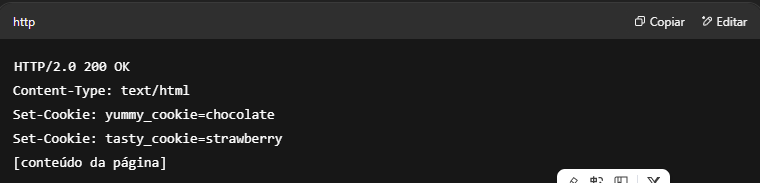 http Copiar Editar
HTTP/2.0 200 OK
Content-Type: text/html
Set-Cookie: yummy_cookie=chocolate
Set-Cookie: tasty_cookie=strawberry
[conteúdo da página]